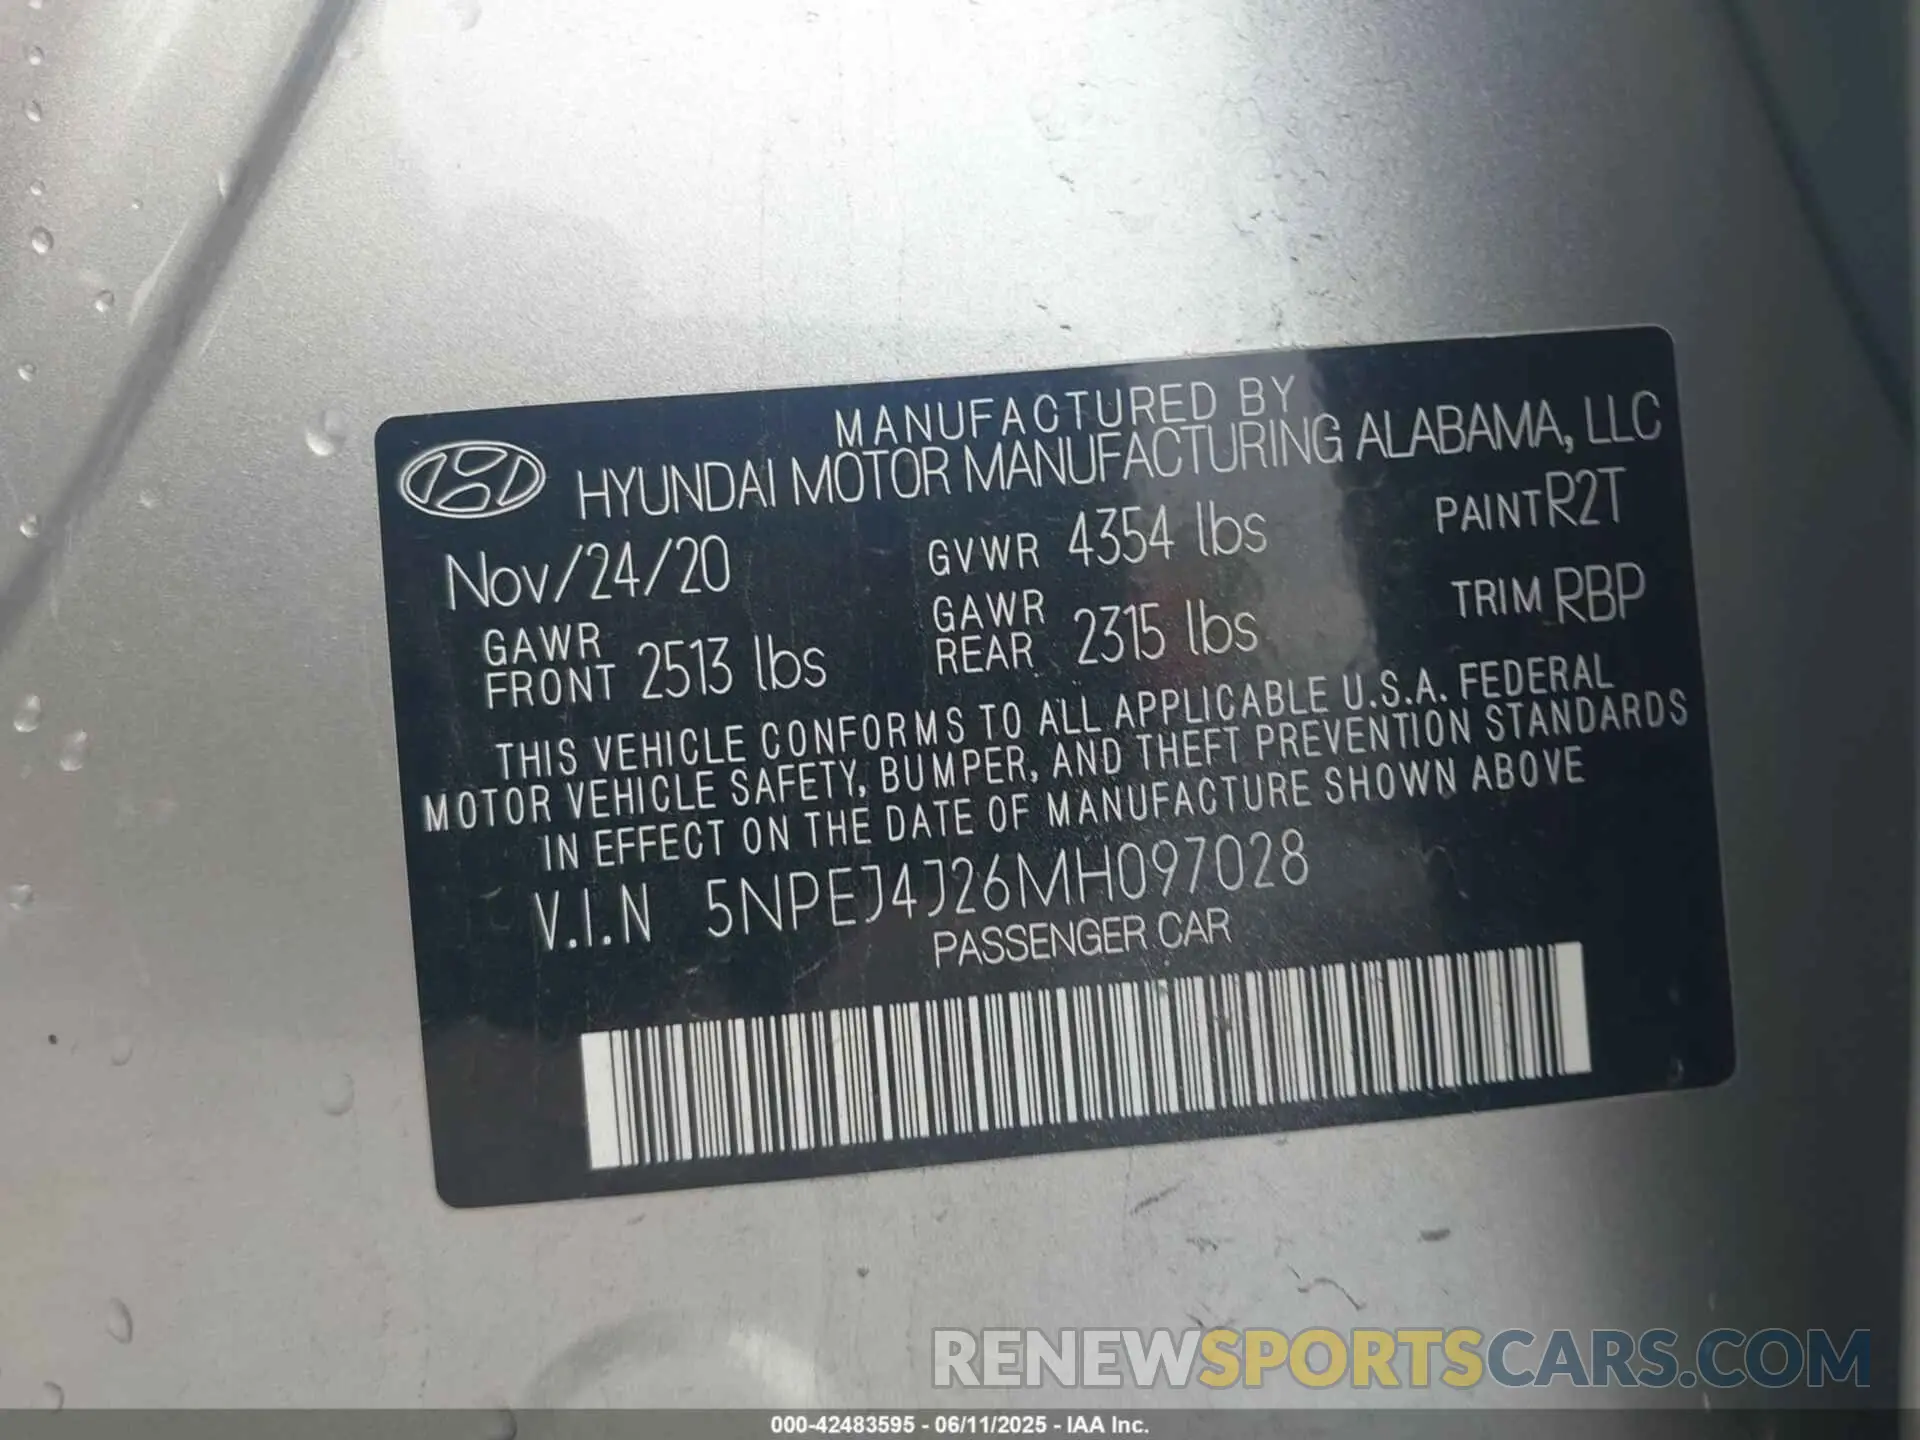 MANUFACTURED BY
HYUNDAI MOTOR MANUFACTURING ALABAMA, LLC
Nov/24/20 GVWR 4354 lbs PAINT R2T
GAWR FRONT 2513 lbs GAWR REAR 2315 lbs TRIM RBP
THIS VEHICLE CONFORMS TO ALL APPLICABLE U.S.A. FEDERAL
MOTOR VEHICLE SAFETY, BUMPER, AND THEFT PREVENTION STANDARDS
IN EFFECT ON THE DATE OF MANUFACTURE SHOWN ABOVE
V.I.N 5NPEJ4J26MH097028
PASSENGER CAR
RENEWSPORTSCARS.COM
000-42483595 - 06/11/2025 - IAA Inc.